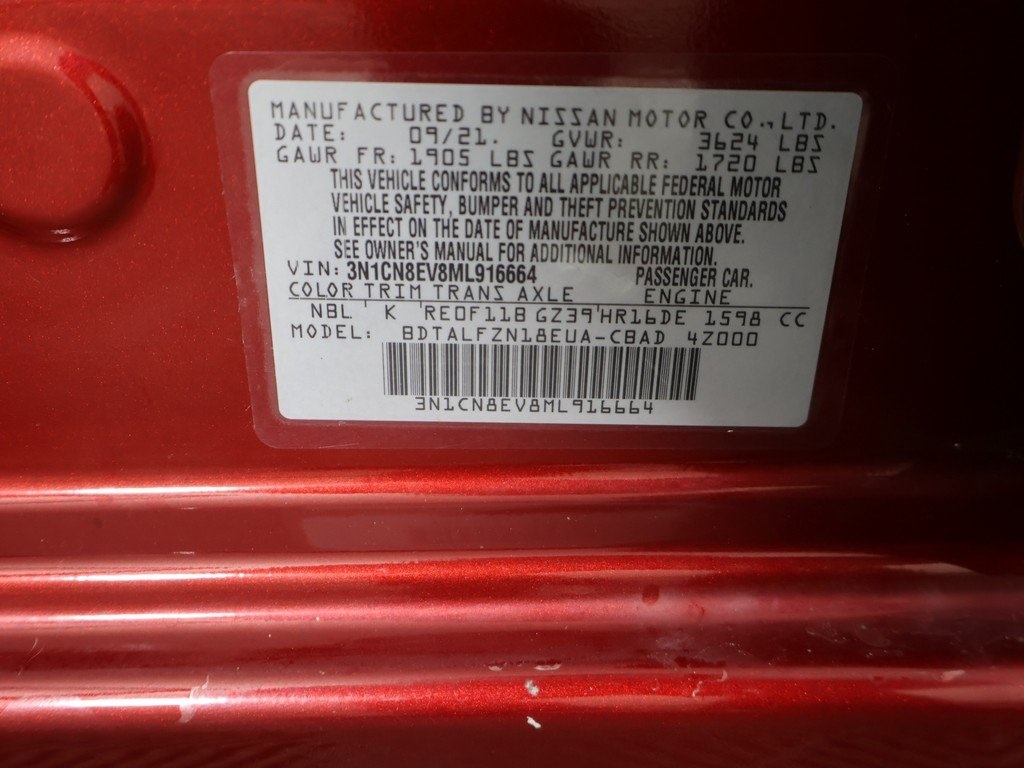 MANUFACTURED BY NISSAN MOTOR CO.,LTD.
DATE: 09/21. GVWR: 3624 LBS
GAWR FR: 1905 LBS GAWR RR: 1720 LBS
THIS VEHICLE CONFORMS TO ALL APPLICABLE FEDERAL MOTOR
VEHICLE SAFETY, BUMPER AND THEFT PREVENTION STANDARDS
IN EFFECT ON THE DATE OF MANUFACTURE SHOWN ABOVE.
SEE OWNER'S MANUAL FOR ADDITIONAL INFORMATION.
VIN: 3N1CN8EV8ML916664 PASSENGER CAR.
COLOR TRIM TRANS AXLE ENGINE
NBL ' K 'RE0F11B GZ39'HR16DE 1598 CC
MODEL: BDTALFZN18EUA-CBAD 4Z000
3N1CN8EV8ML916664